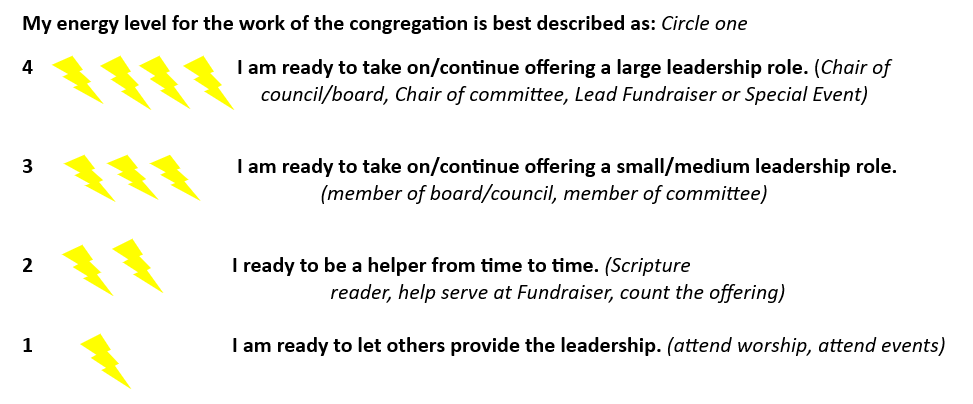 My energy level for the work of the congregation is best described as: Circle one
4 I am ready to take on/continue offering a large leadership role. (Chair of
council/board, Chair of committee, Lead Fundraiser or Special Event)
3 I am ready to take on/continue offering a small/medium leadership role.
(member of board/council, member of committee)
2 I ready to be a helper from time to time. (Scripture
reader, help serve at Fundraiser, count the offering)
1 I am ready to let others provide the leadership. (attend worship, attend events)